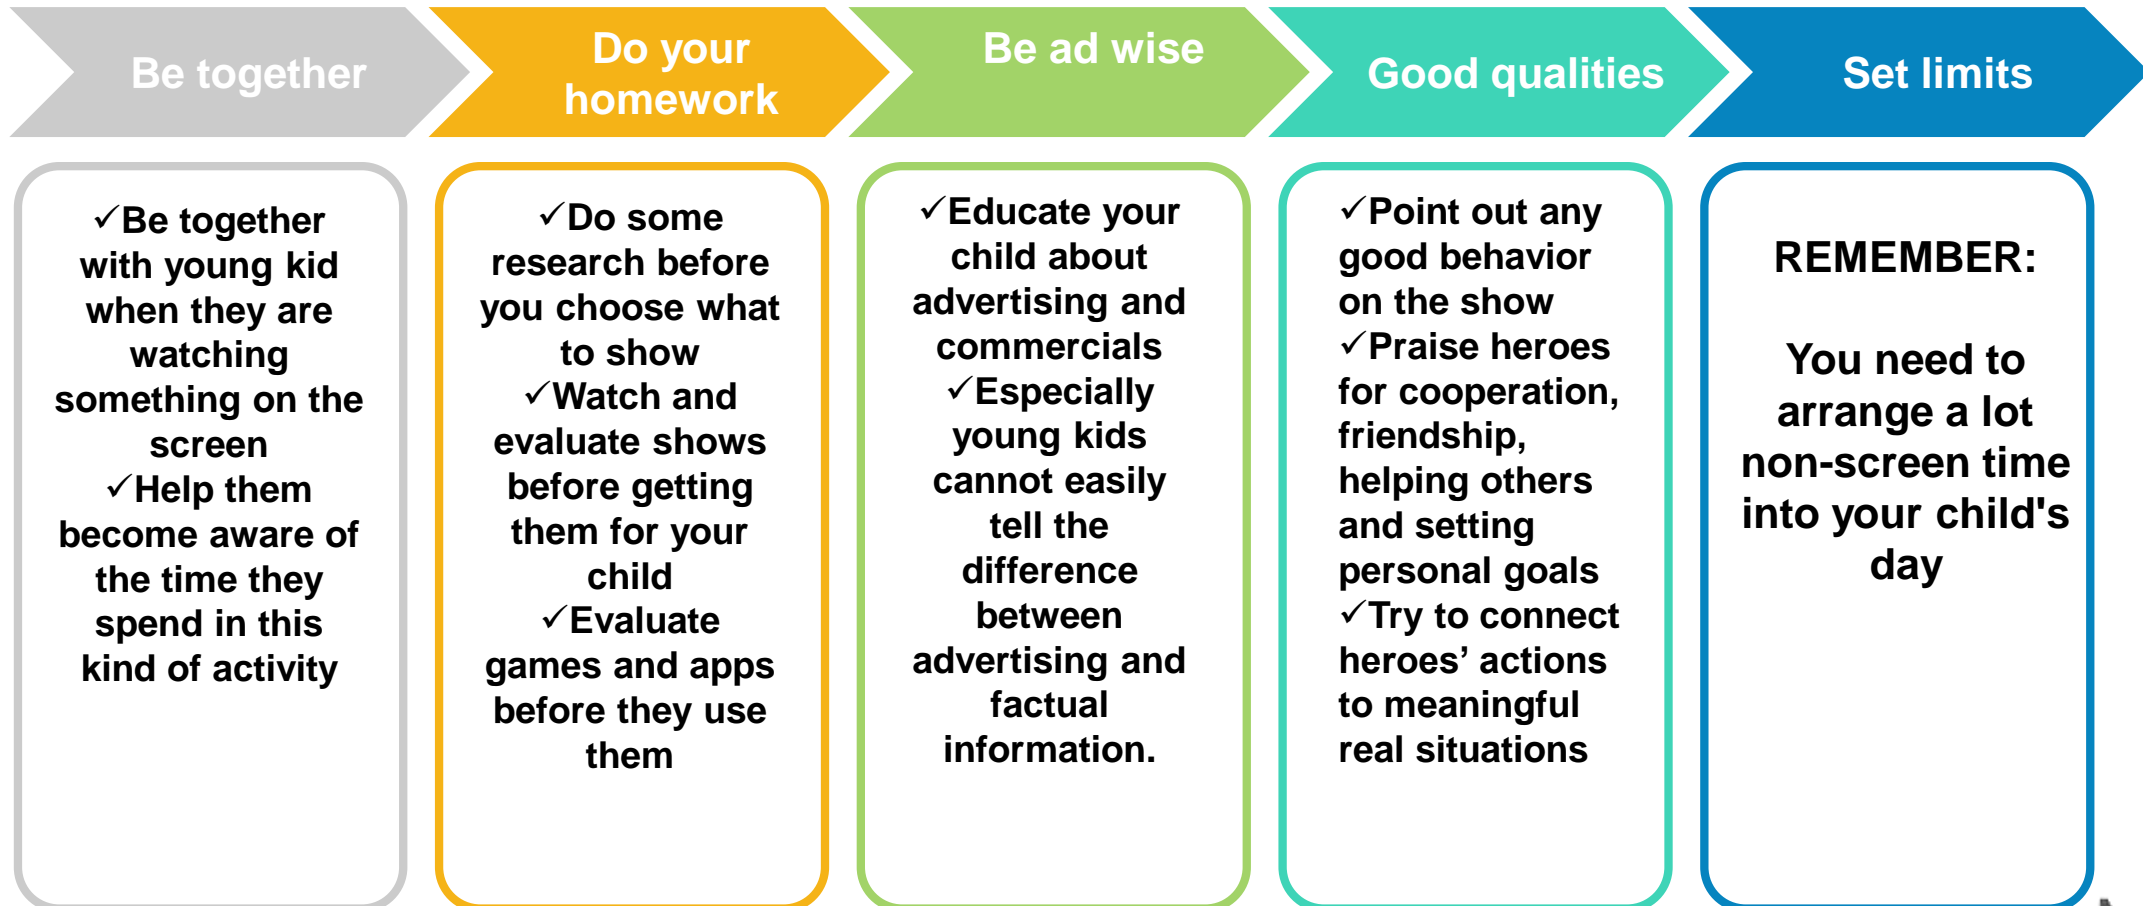 Be together
Do your
homework
Be ad wise
Good qualities
Set limits
✓Be together
with young kid
when they are
watching
something on the
screen
✓Help them
become aware of
the time they
spend in this
kind of activity
✓Do some
research before
you choose what
to show
✓Watch and
evaluate shows
before getting
them for your
child
✓Evaluate
games and apps
before they use
them
✓Educate your
child about
advertising and
commercials
✓Especially
young kids
cannot easily
tell the
difference
between
advertising and
factual
information.
✓Point out any
good behavior
on the show
✓Praise heroes
for cooperation,
friendship,
helping others
and setting
personal goals
✓Try to connect
heroes’ actions
to meaningful
real situations
REMEMBER:
You need to
arrange a lot
non-screen time
into your child's
day